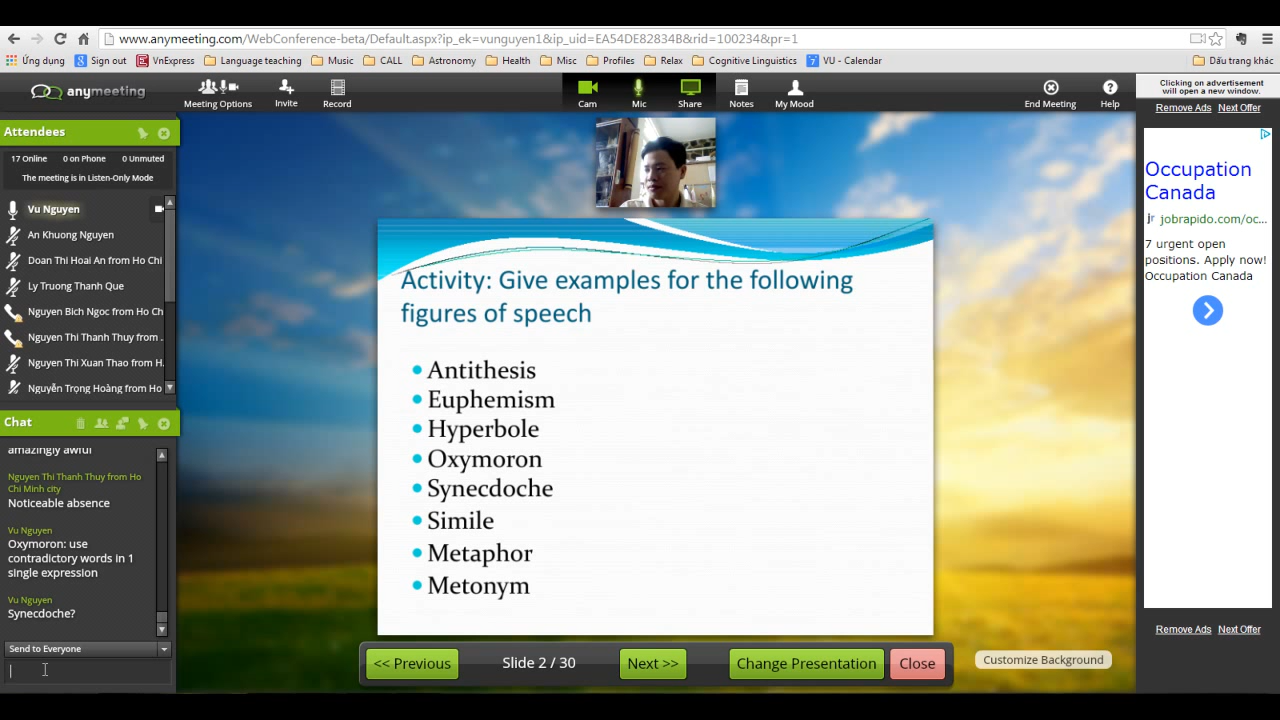 www.anymeeting.com/WebConference-beta/Default.aspx?ip_ek=vunguyen1&ip_uid=EA54DE82834B&rid=100234&pr=1
Ứng dụng Sign out VnExpress Language teaching Music CALL Astronomy Health Misc Profiles Relax Cognitive Linguistics 7 VU - Calendar Dấu trang khác
anymeeting Meeting Options Invite Record Cam Mic Share Notes My Mood End Meeting Help
Clicking on advertisement
will open a new window.
Remove Ads Next Offer
Attendees
17 Online 0 on Phone 0 Unmuted
The meeting is in Listen-Only Mode
Vu Nguyen
An Khuong Nguyen
Doan Thi Hoai An from Ho Chi
Ly Truong Thanh Que
Nguyen Bich Ngoc from Ho Ch
Nguyen Thi Thanh Thuy from .
Nguyen Thi Xuan Thao from H.
Nguyễn Trọng Hoàng from Ho
Chat
amazingly awful
Nguyen Thi Thanh Thuy from Ho
Chi Minh city
Noticeable absence
Vu Nguyen
Oxymoron: use
contradictory words in 1
single expression
Vu Nguyen
Synecdoche?
Send to Everyone
Activity: Give examples for the following
figures of speech
• Antithesis
• Euphemism
• Hyperbole
• Oxymoron
• Synecdoche
• Simile
• Metaphor
• Metonym
<< Previous Slide 2 / 30 Next >> Change Presentation Close
Customize Background
Occupation
Canada
jr jobrapido.com/oc...
7 urgent open
positions. Apply now!
Occupation Canada
Remove Ads Next Offer